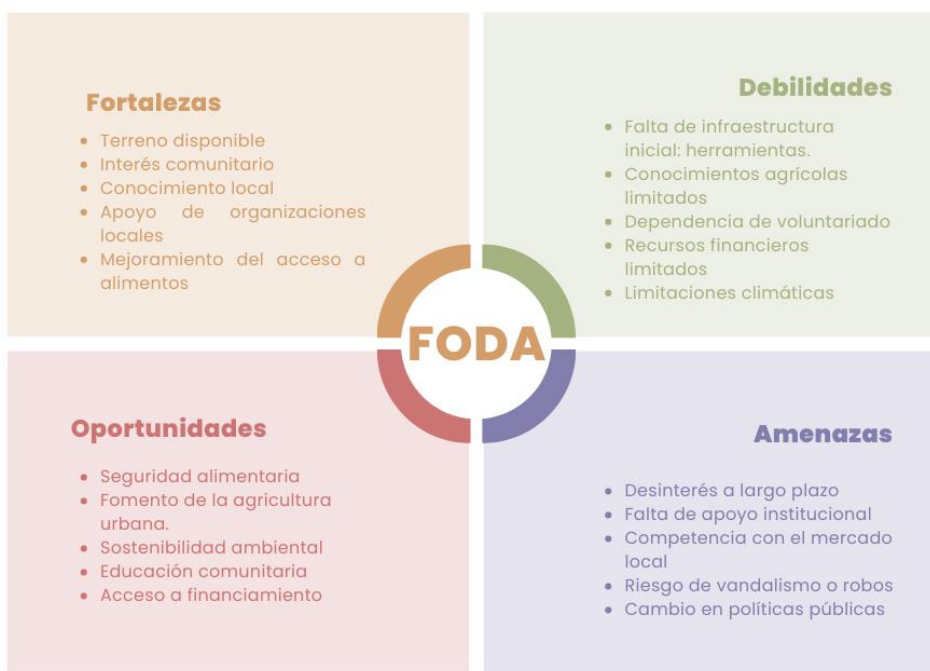 Fortalezas
• Terreno disponible
• Interés comunitario
• Conocimiento local
• Apoyo de organizaciones
locales
• Mejoramiento del acceso a
alimentos
Debilidades
• Falta de infraestructura
inicial: herramientas.
• Conocimientos agrícolas
limitados
• Dependencia de voluntariado
• Recursos financieros
limitados
• Limitaciones climáticas
FODA
Oportunidades
• Seguridad alimentaria
• Fomento de la agricultura
urbana.
• Sostenibilidad ambiental
• Educación comunitaria
• Acceso a financiamiento
Amenazas
• Desinterés a largo plazo
• Falta de apoyo institucional
• Competencia con el mercado
local
• Riesgo de vandalismo o robos
• Cambio en políticas públicas